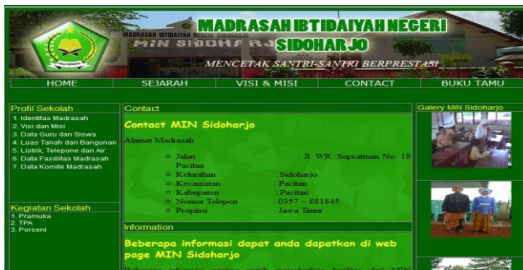 MADRASAH IBTIDAIYAH NEGERI
SIDOHARJO
MENCETAK SANTRI-SANTRI BERPRESTASI
HOME SEJARAH VISI & MISI CONTACT BUKU TAMU
Profil Sekolah
1. Identitas Madrasah
2. Visi dan Misi
3. Data Guru dan Siswa
4. Luas Tanah dan Bangunan
5. Listrik, Telepone dan Air
6. Data Fasilitas Madrasah
7. Data Komite Madrasah
Kegiatan Sekolah
1. Pramuka
2. TPA
3. Porseni
Contact
Contact MIN Sidoharjo
Alamat Madrasah
Jalan : Jl. WR. Supratman No. 18
Pacitan
Kelurahan : Sidoharjo
Kecamatan : Pacitan
Kabupaten : Pacitan
Nomor Telepon : 0357 – 881845
Propinsi : Jawa Timur
Information
Beberapa informasi dapat anda dapatkan di web
page MIN Sidoharjo
Galery MIN Sidoharjo